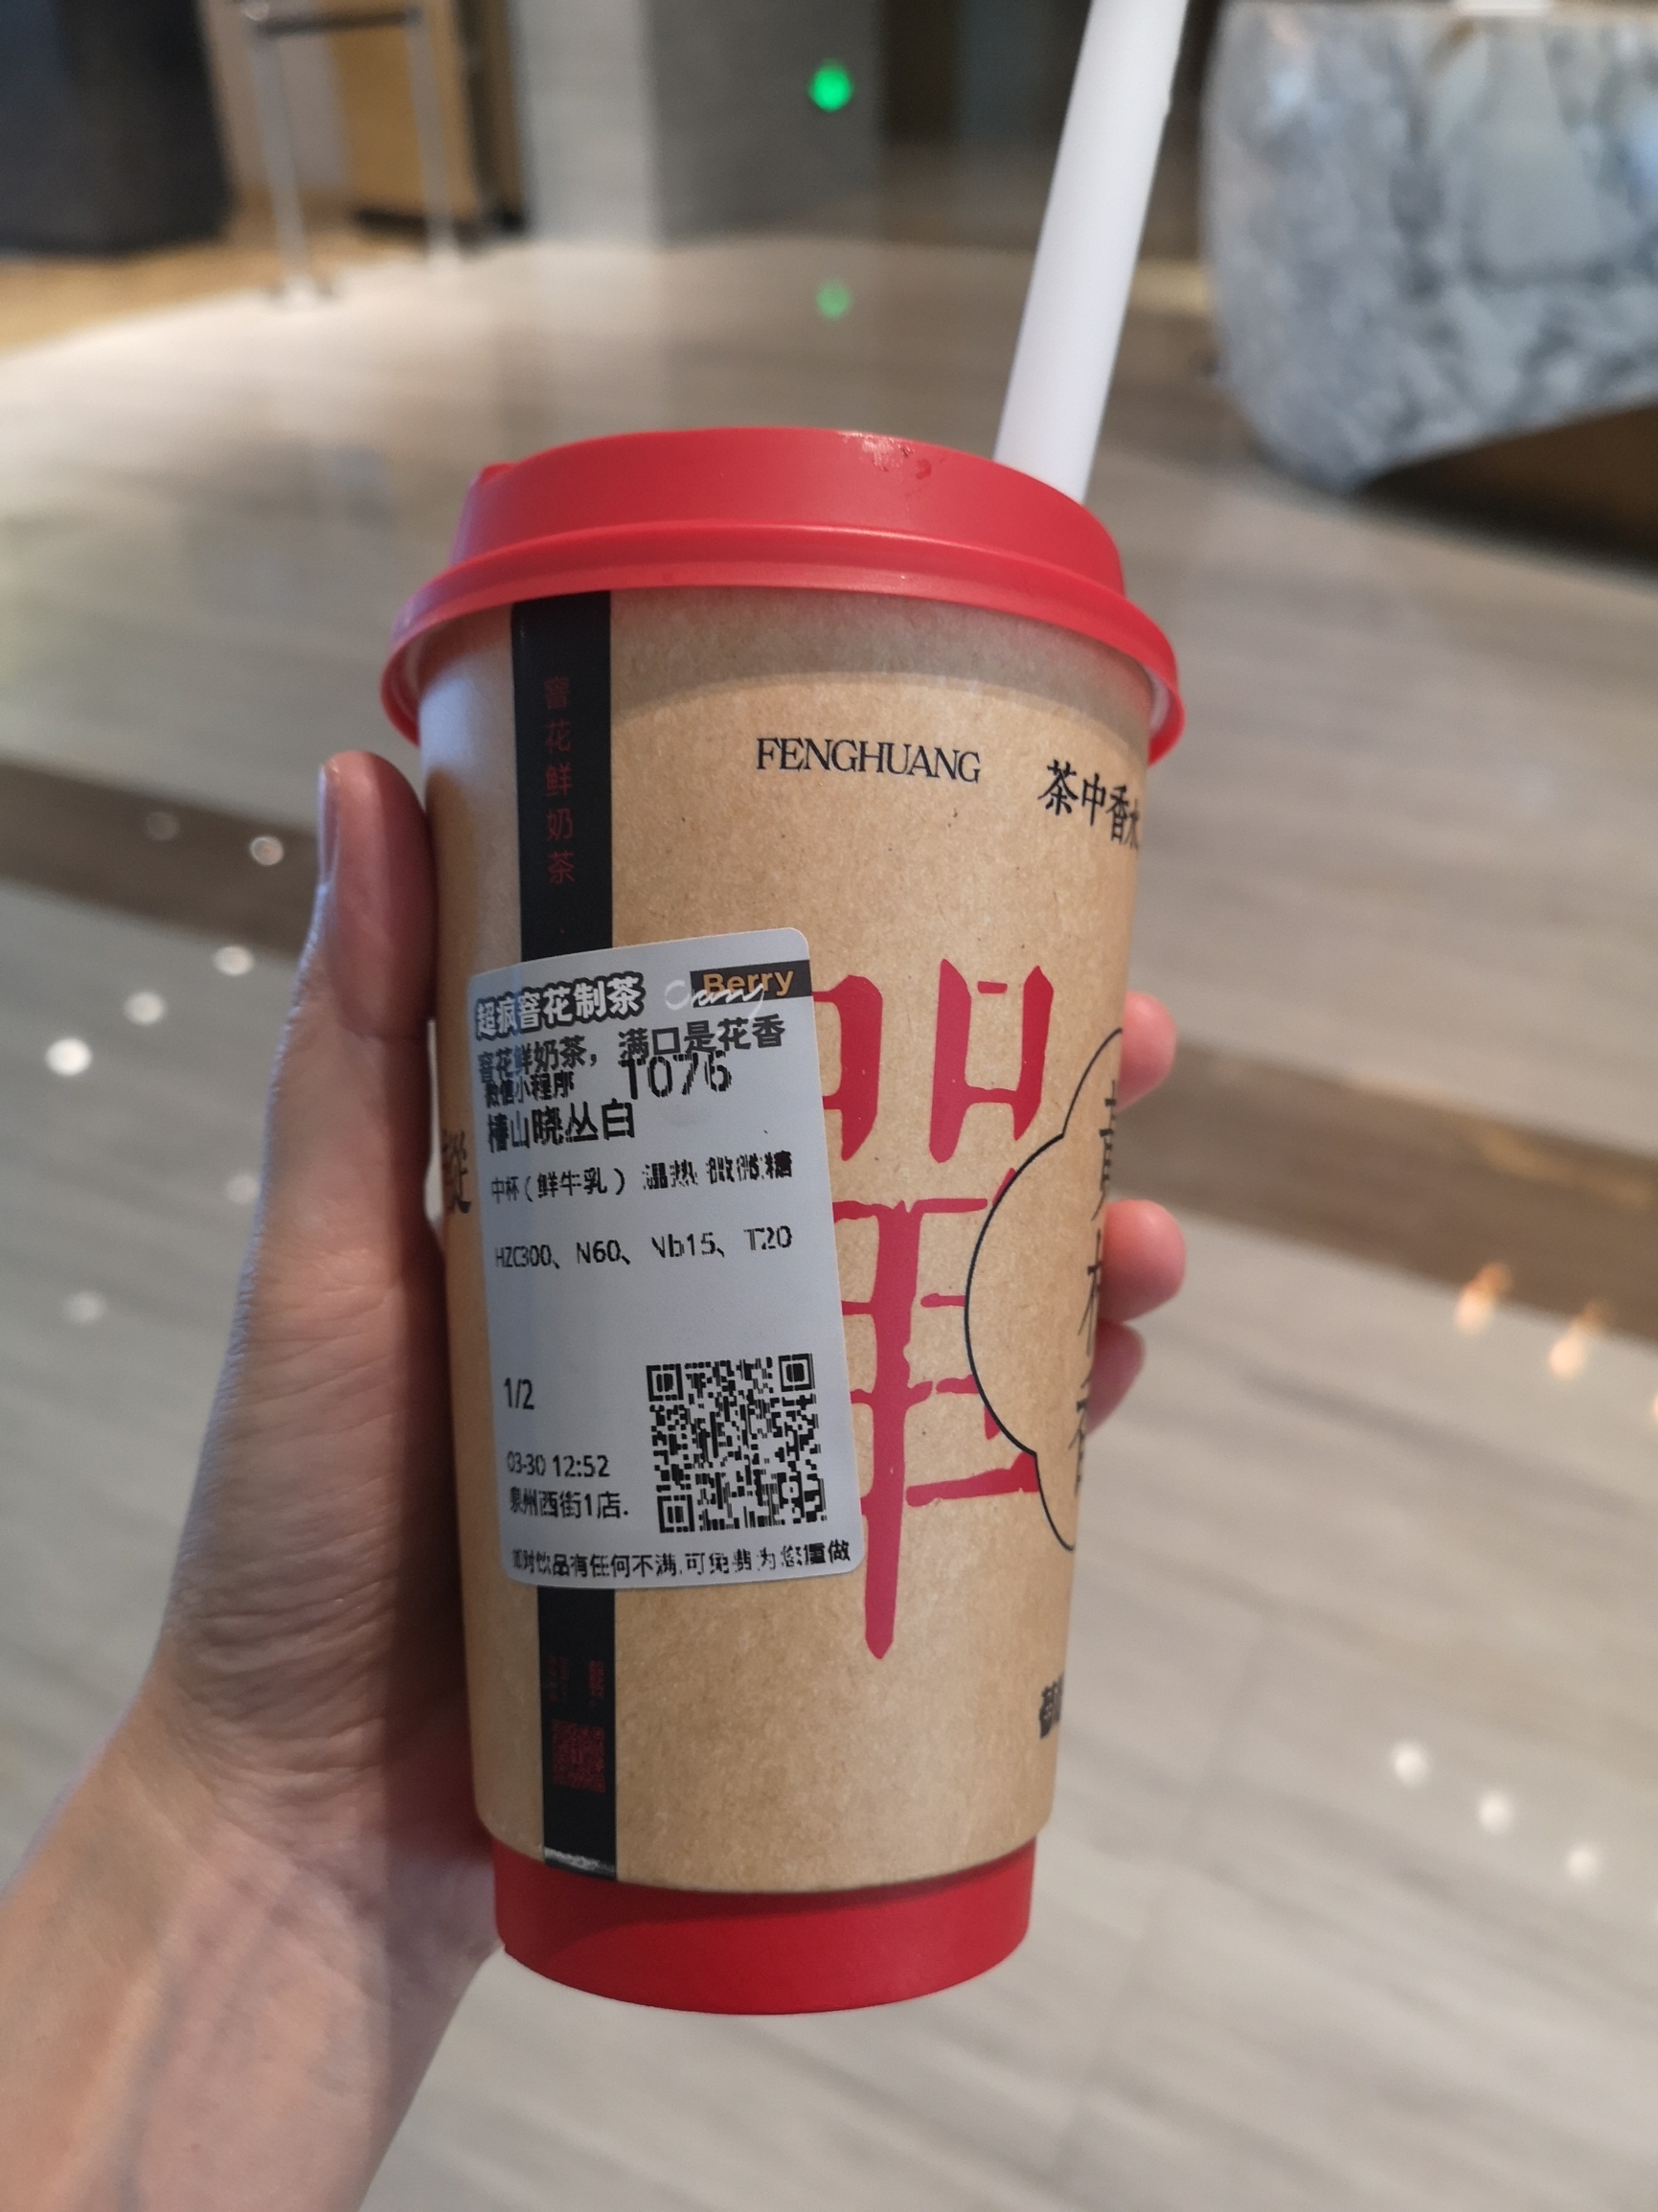 窨花鲜奶茶
FENGHUANG
茶中香水
超疯窨花制茶
Berry
窨花鲜奶茶，满口是花香
微信小程序 1076
椿山晓丛白
中杯（鲜牛乳） 温热 微微糖
HZC300、N60、Nb15、T20
1/2
03-30 12:52
泉州西街1店.
如对饮品有任何不满,可免费为您重做